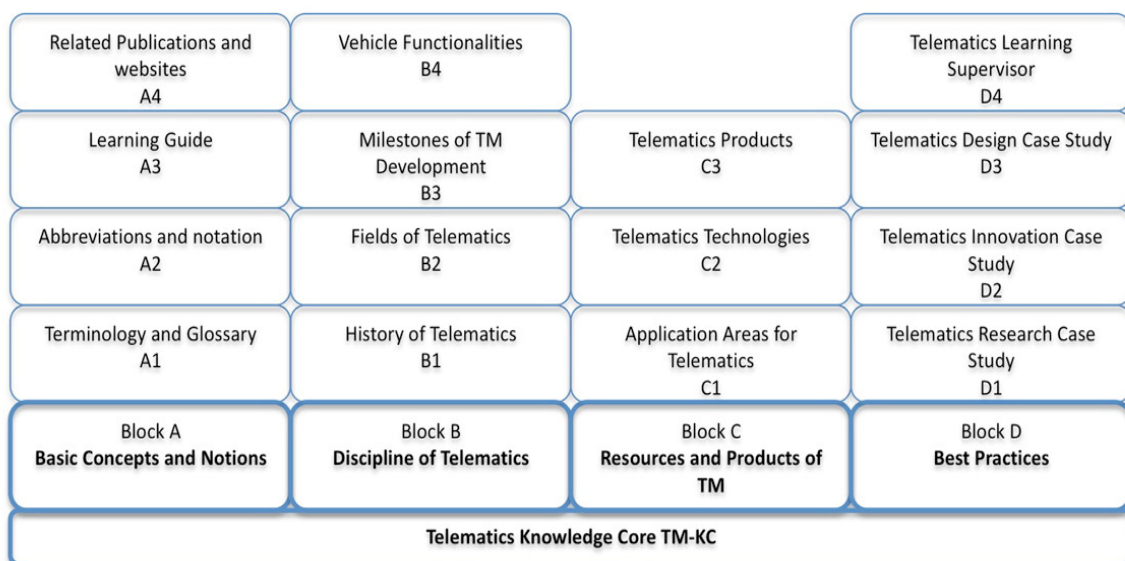 Related Publications and
websites
A4
Vehicle Functionalities
B4
Telematics Learning
Supervisor
D4
Learning Guide
A3
Milestones of TM
Development
B3
Telematics Products
C3
Telematics Design Case Study
D3
Abbreviations and notation
A2
Fields of Telematics
B2
Telematics Technologies
C2
Telematics Innovation Case
Study
D2
Terminology and Glossary
A1
History of Telematics
B1
Application Areas for
Telematics
C1
Telematics Research Case
Study
D1
Block A
Basic Concepts and Notions
Block B
Discipline of Telematics
Block C
Resources and Products of
TM
Block D
Best Practices
Telematics Knowledge Core TM-KC